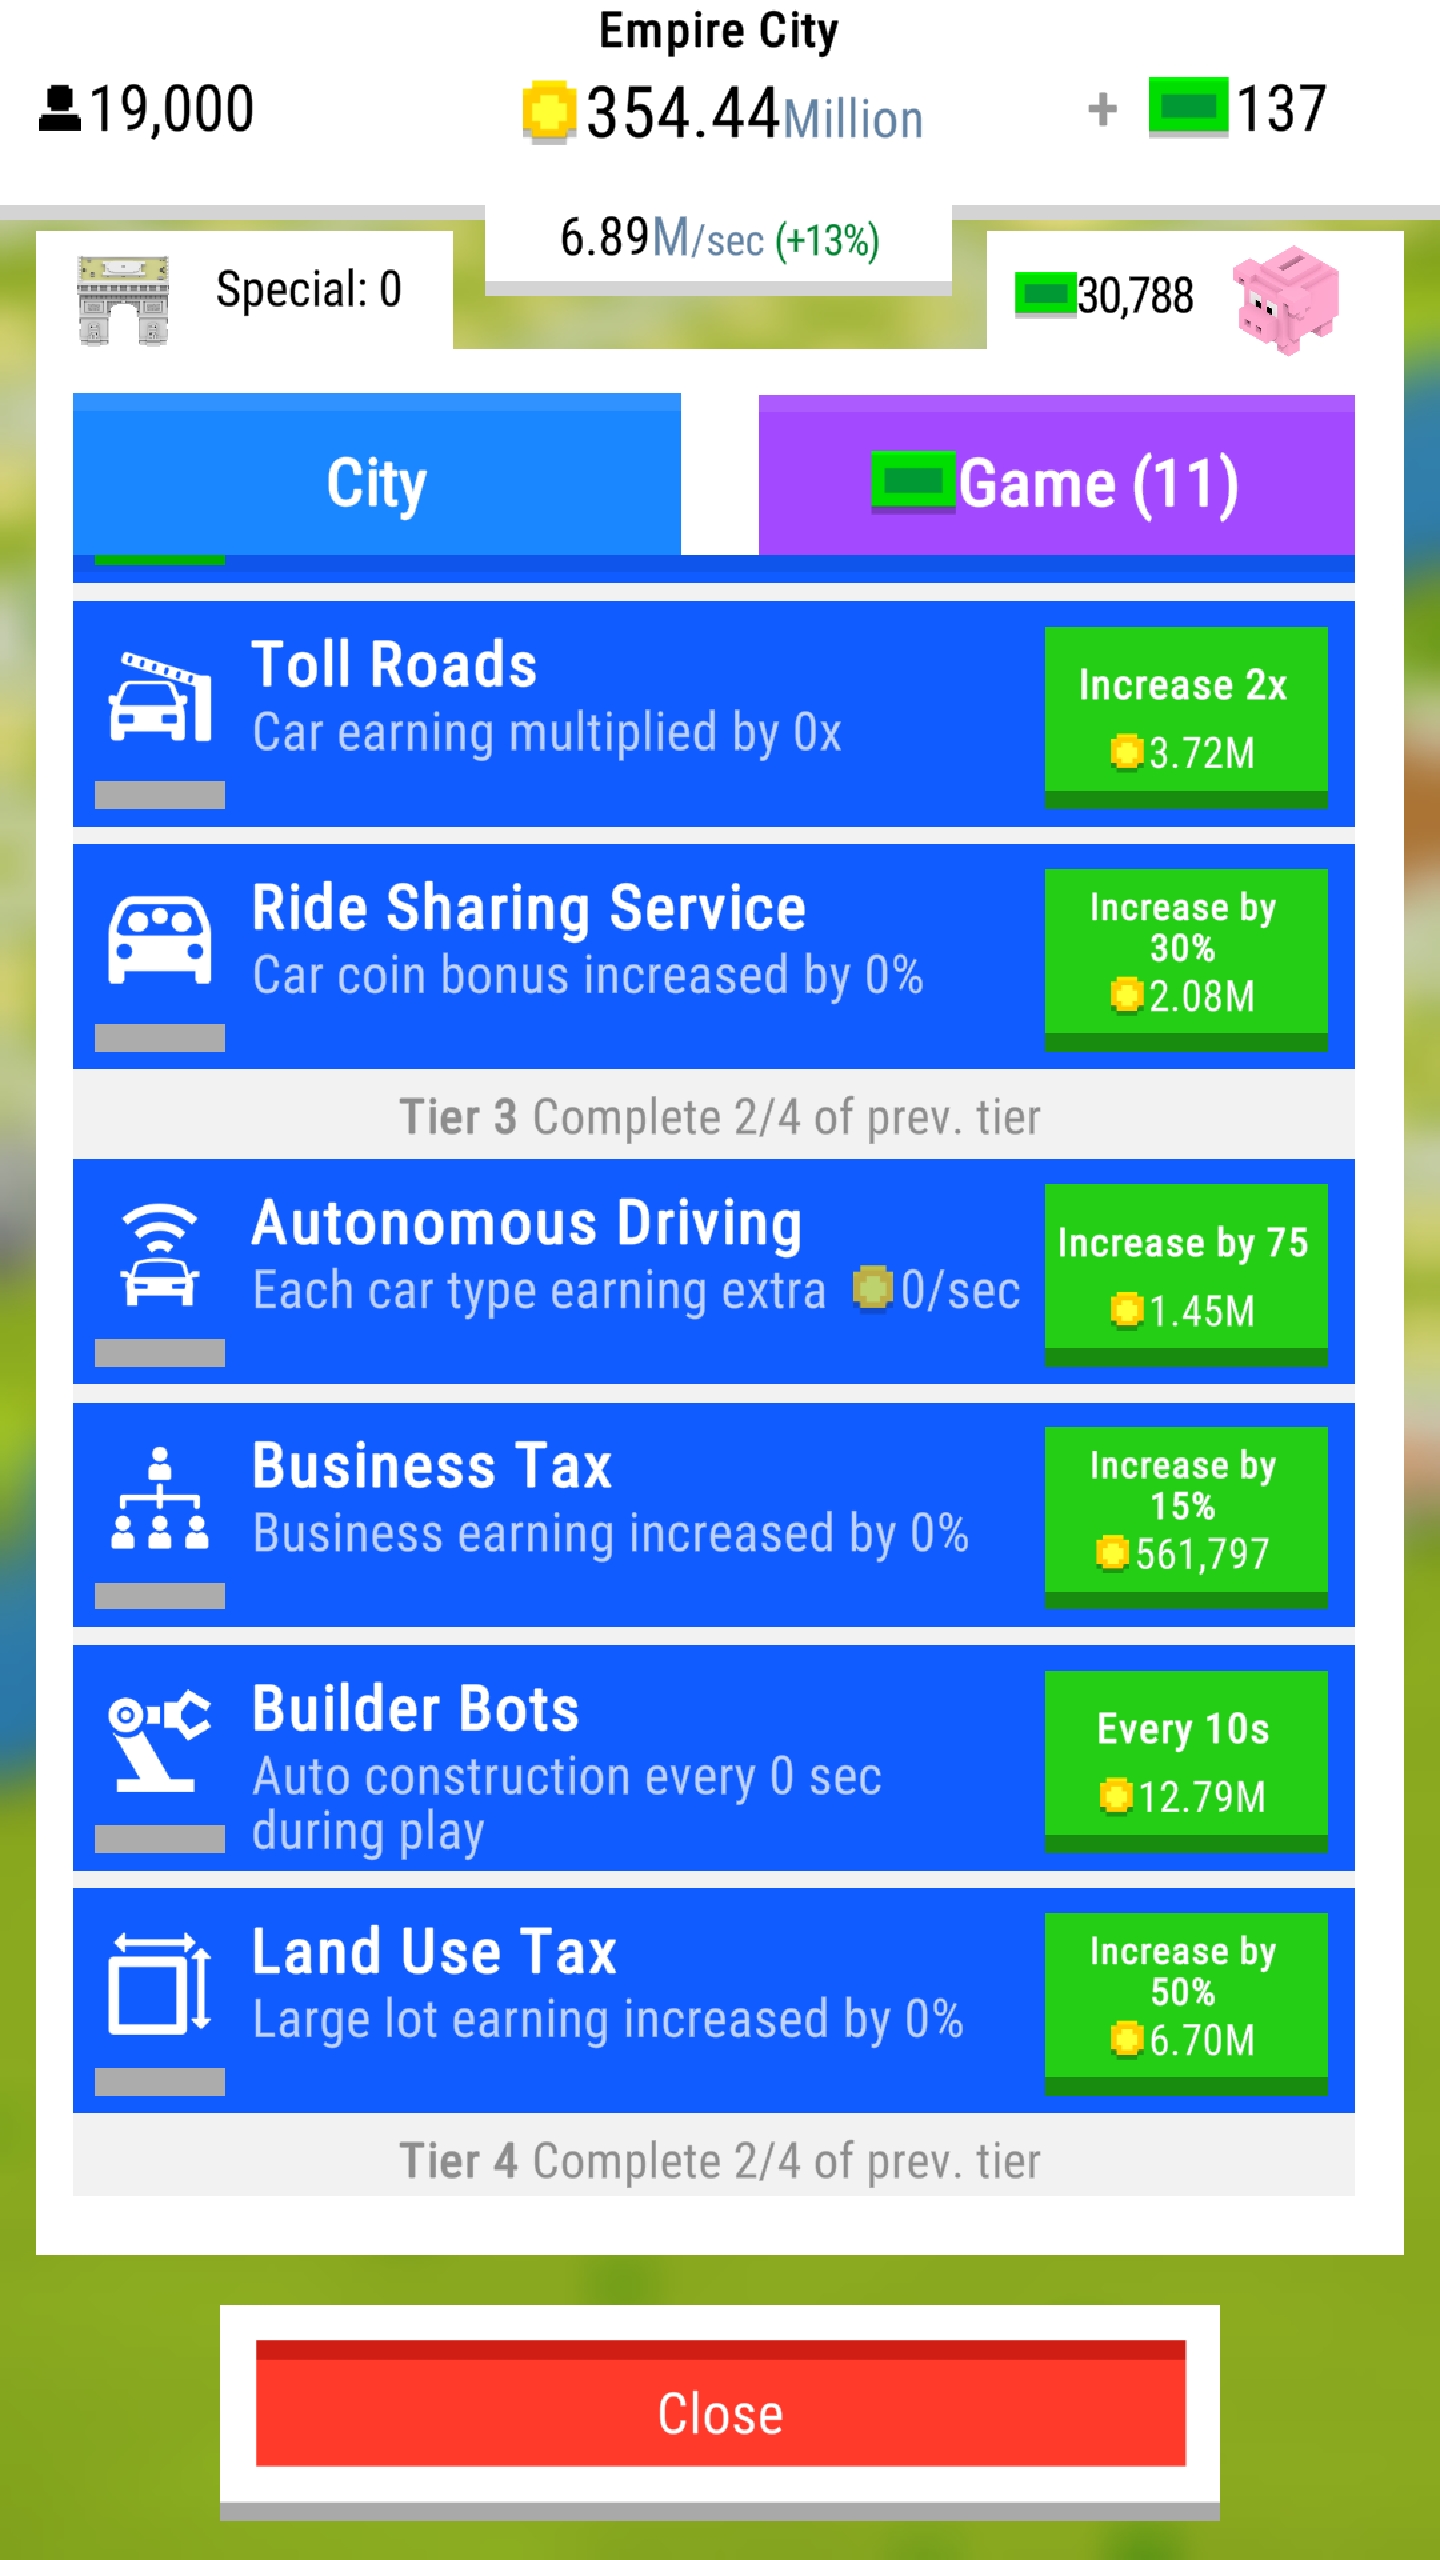 Empire City
19,000
354.44Million
+ 137
6.89M/sec (+13%)
Special: 0
30,788
City
Game (11)
Toll Roads
Car earning multiplied by 0x
Increase 2x
3.72M
Ride Sharing Service
Car coin bonus increased by 0%
Increase by
30%
2.08M
Tier 3 Complete 2/4 of prev. tier
Autonomous Driving
Each car type earning extra 0/sec
Increase by 75
1.45M
Business Tax
Business earning increased by 0%
Increase by
15%
561,797
Builder Bots
Auto construction every 0 sec
during play
Every 10s
12.79M
Land Use Tax
Large lot earning increased by 0%
Increase by
50%
6.70M
Tier 4 Complete 2/4 of prev. tier
Close